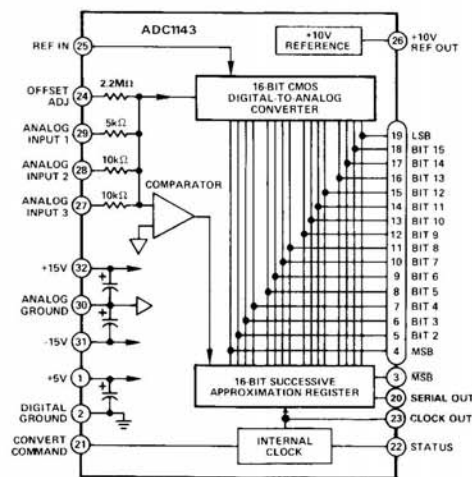 ADC1143
REF IN
25
+10V
REFERENCE
26
+10V
REF OUT
OFFSET
ADJ
24
2.2MΩ
16-BIT CMOS
DIGITAL-TO-ANALOG
CONVERTER
ANALOG
INPUT 1
29
5kΩ
ANALOG
INPUT 2
28
10kΩ
ANALOG
INPUT 3
27
10kΩ
COMPARATOR
19 LSB
18 BIT 15
17 BIT 14
16 BIT 13
15 BIT 12
14 BIT 11
13 BIT 10
12 BIT 9
11 BIT 8
10 BIT 7
9 BIT 6
8 BIT 5
7 BIT 4
6 BIT 3
5 BIT 2
4 MSB
+15V
32
+
ANALOG
GROUND
30
+
-15V
31
+5V
1
+
DIGITAL
GROUND
2
16-BIT SUCCESSIVE
APPROXIMATION REGISTER
3 M̅S̅B̅
20 SERIAL OUT
23 CLOCK OUT
CONVERT
COMMAND
21
INTERNAL
CLOCK
22 STATUS